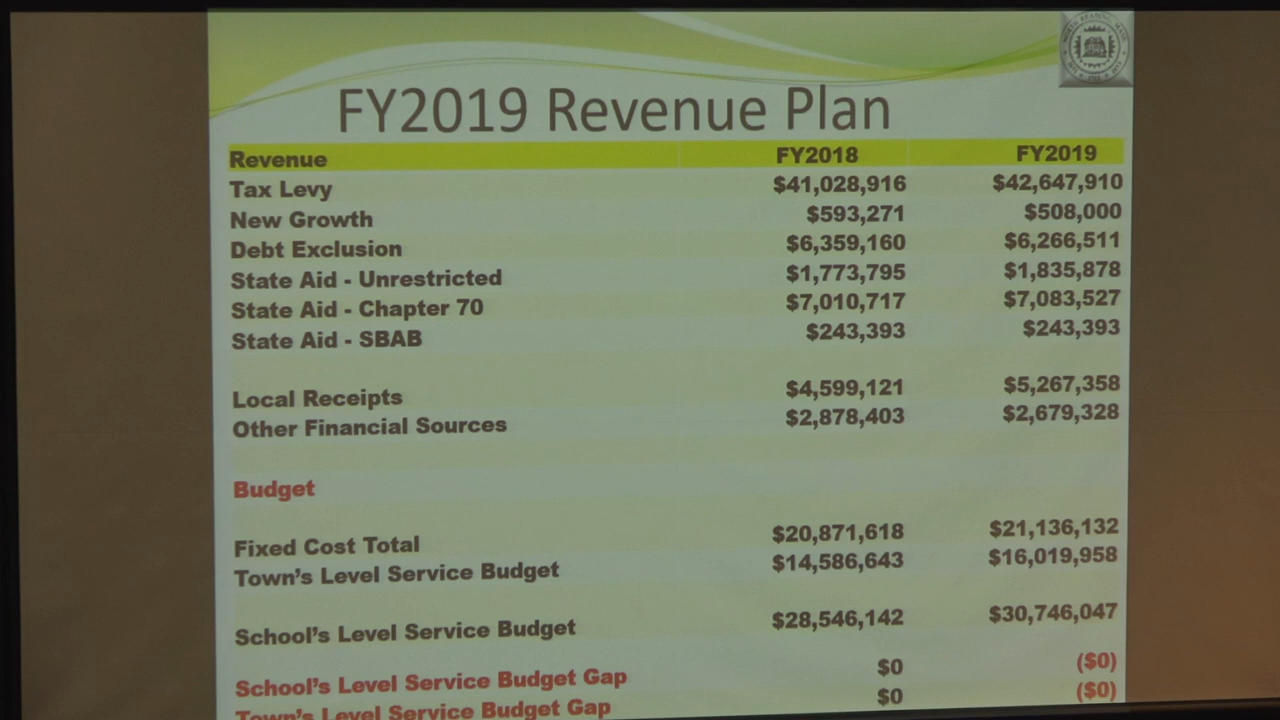 FY2019 Revenue Plan
Revenue FY2018 FY2019
Tax Levy $41,028,916 $42,647,910
New Growth $593,271 $508,000
Debt Exclusion $6,359,160 $6,266,511
State Aid - Unrestricted $1,773,795 $1,835,878
State Aid - Chapter 70 $7,010,717 $7,083,527
State Aid - SBAB $243,393 $243,393
Local Receipts $4,599,121 $5,267,358
Other Financial Sources $2,878,403 $2,679,328
Budget
Fixed Cost Total $20,871,618 $21,136,132
Town's Level Service Budget $14,586,643 $16,019,958
School's Level Service Budget $28,546,142 $30,746,047
School's Level Service Budget Gap $0 ($0)
Town's Level Service Budget Gap $0 ($0)